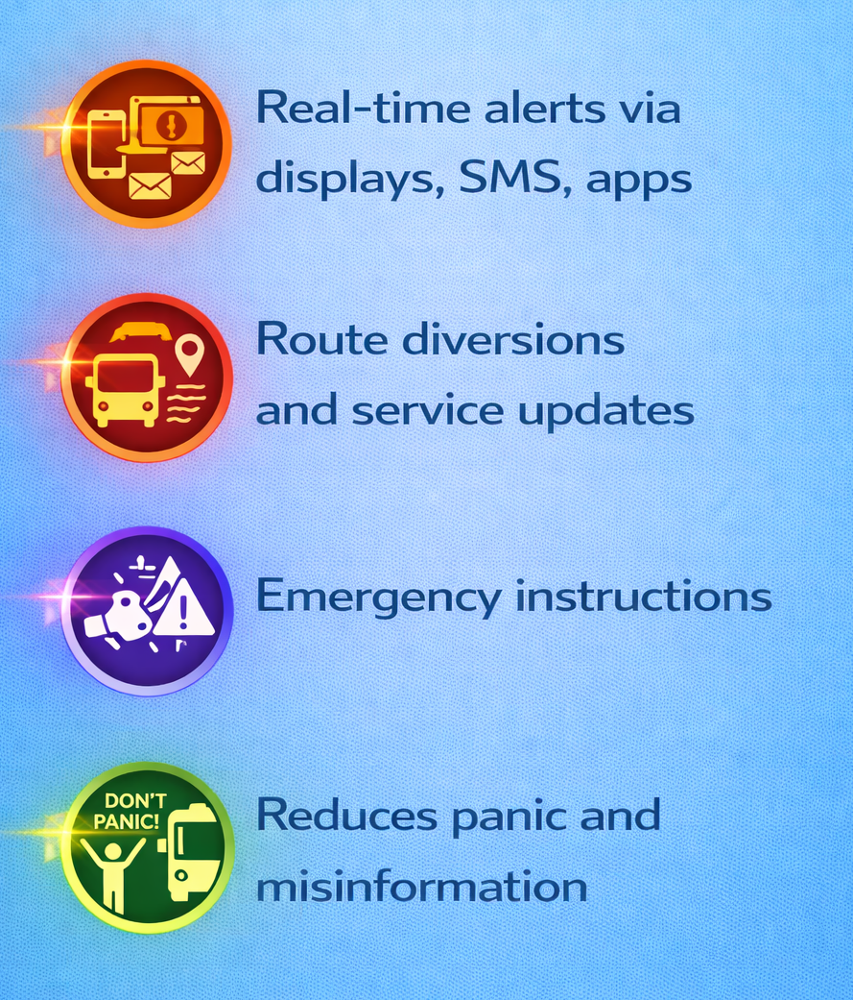 Real-time alerts via
displays, SMS, apps
Route diversions
and service updates
Emergency instructions
DON'T
PANIC!
Reduces panic and
misinformation